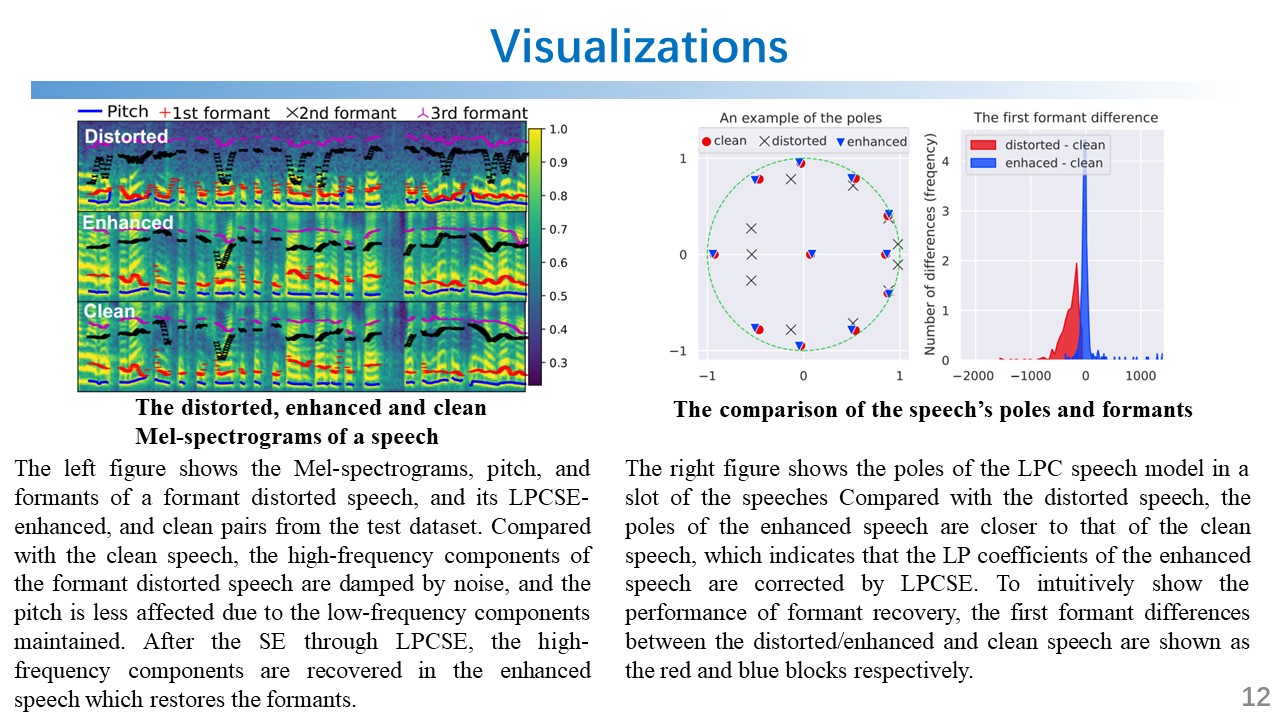 Visualizations
Pitch +1st formant ×2nd formant 3rd formant
Distorted
Enhanced
Clean
1.0
0.9
0.8
0.7
0.6
0.5
0.4
0.3
The distorted, enhanced and clean
Mel-spectrograms of a speech
The left figure shows the Mel-spectrograms, pitch, and
formants of a formant distorted speech, and its LPCSE-
enhanced, and clean pairs from the test dataset. Compared
with the clean speech, the high-frequency components of
the formant distorted speech are damped by noise, and the
pitch is less affected due to the low-frequency components
maintained. After the SE through LPCSE, the high-
frequency components are recovered in the enhanced
speech which restores the formants.
An example of the poles
clean distorted enhanced
1
0
−1
−1 0 1
The first formant difference
distorted - clean
enhaced - clean
Number of differences (freqency)
4
3
2
1
0
−2000 −1000 0 1000
The comparison of the speech’s poles and formants
The right figure shows the poles of the LPC speech model in a
slot of the speeches Compared with the distorted speech, the
poles of the enhanced speech are closer to that of the clean
speech, which indicates that the LP coefficients of the enhanced
speech are corrected by LPCSE. To intuitively show the
performance of formant recovery, the first formant differences
between the distorted/enhanced and clean speech are shown as
the red and blue blocks respectively.
12